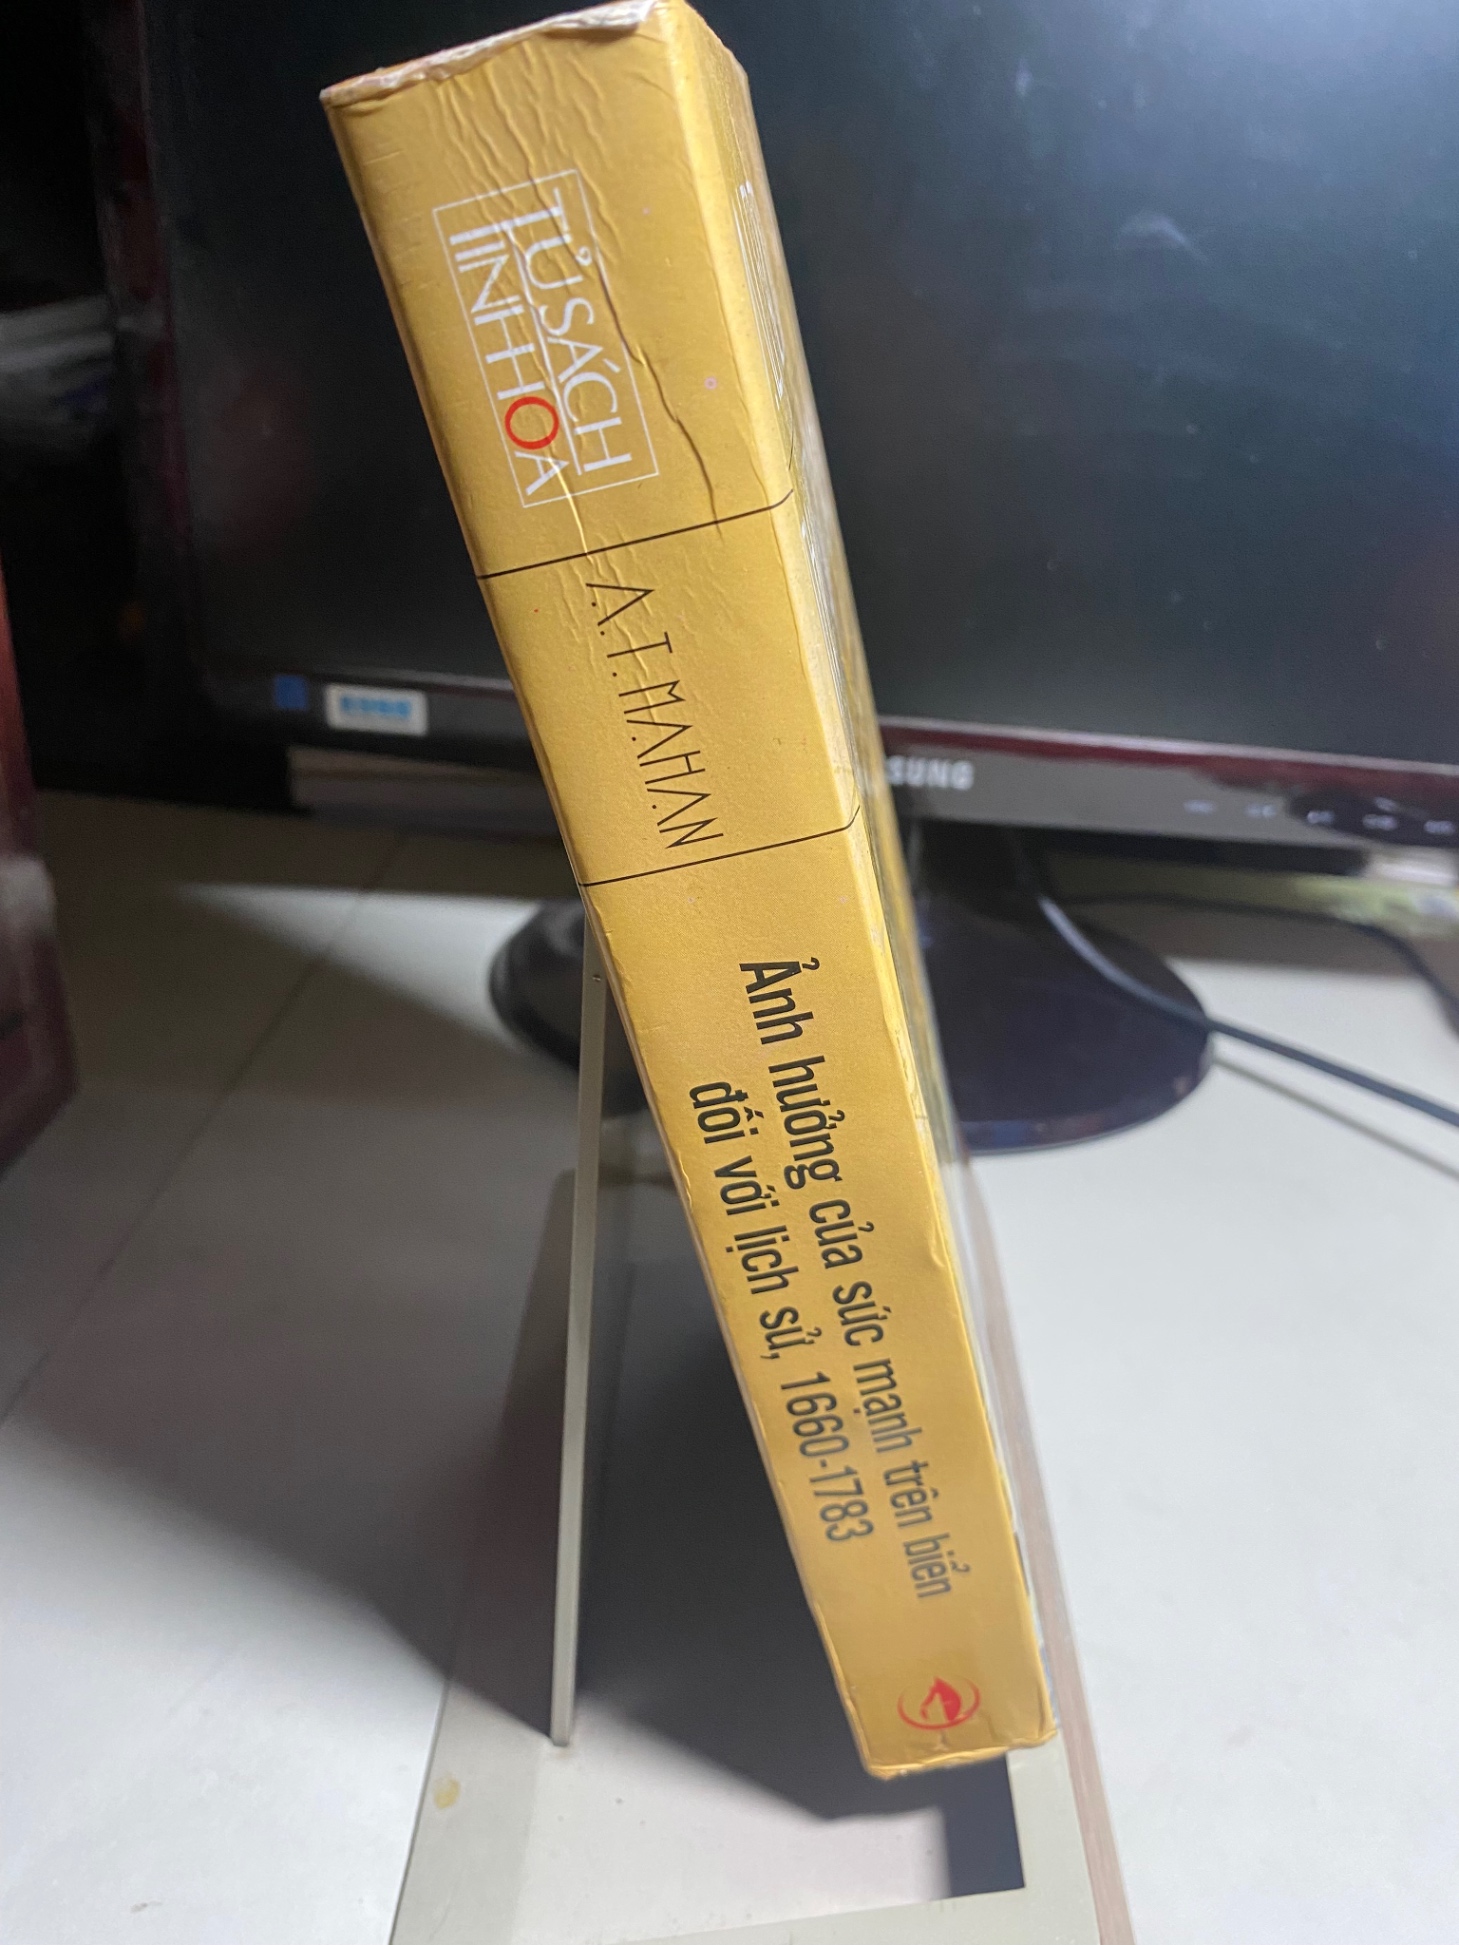 TỦ SÁCH
TINH HOA
A.T.MAHAN
Ảnh hưởng của sức mạnh trên biển
đối với lịch sử, 1660-1783
SUNG